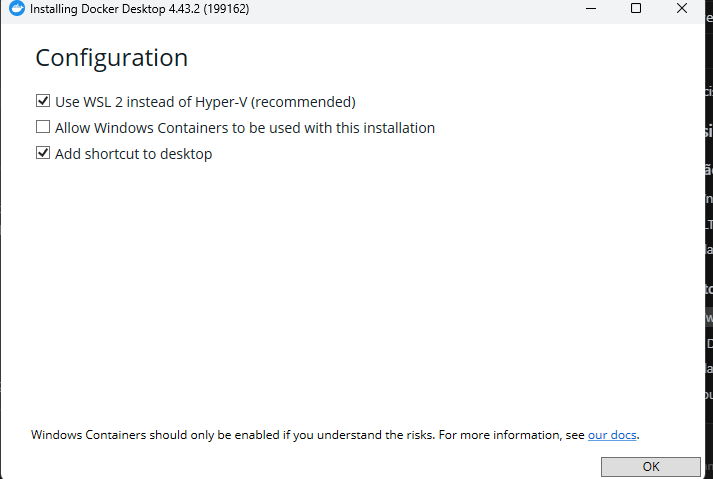 Installing Docker Desktop 4.43.2 (199162)
Configuration
Use WSL 2 instead of Hyper-V (recommended)
Allow Windows Containers to be used with this installation
Add shortcut to desktop
Windows Containers should only be enabled if you understand the risks. For more information, see our docs.
OK